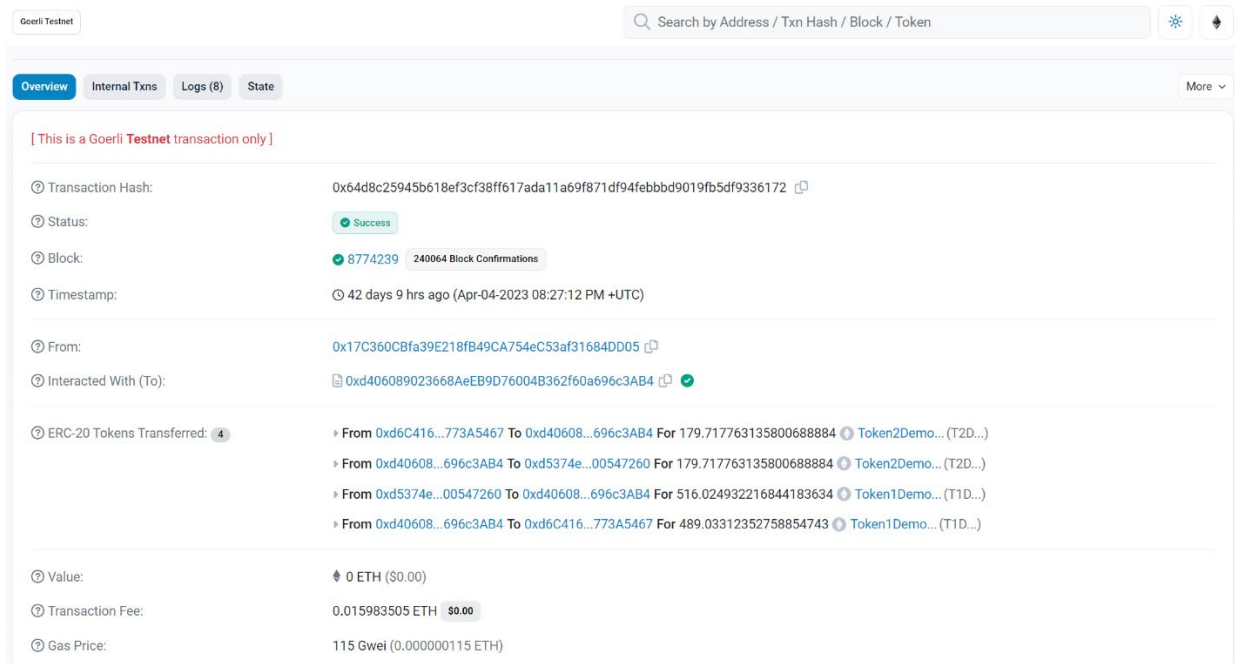 Goerli Testnet
Search by Address / Txn Hash / Block / Token
Overview Internal Txns Logs (8) State More
[ This is a Goerli Testnet transaction only ]
Transaction Hash: 0x64d8c25945b618ef3cf38ff617ada11a69f871df94febbbd9019fb5df9336172
Status: Success
Block: 8774239 240064 Block Confirmations
Timestamp: 42 days 9 hrs ago (Apr-04-2023 08:27:12 PM +UTC)
From: 0x17C360CBfa39E218fB49CA754eC53af31684DD05
Interacted With (To): 0xd406089023668AeEB9D76004B362f60a696c3AB4
ERC-20 Tokens Transferred: 4 From 0xd6C416...773A5467 To 0xd40608...696c3AB4 For 179.717763135800688884 Token2Demo... (T2D...)
From 0xd40608...696c3AB4 To 0xd5374e...00547260 For 179.717763135800688884 Token2Demo... (T2D...)
From 0xd5374e...00547260 To 0xd40608...696c3AB4 For 516.024932216844183634 Token1Demo... (T1D...)
From 0xd40608...696c3AB4 To 0xd6C416...773A5467 For 489.03312352758854743 Token1Demo... (T1D...)
Value: 0 ETH ($0.00)
Transaction Fee: 0.015983505 ETH $0.00
Gas Price: 115 Gwei (0.000000115 ETH)